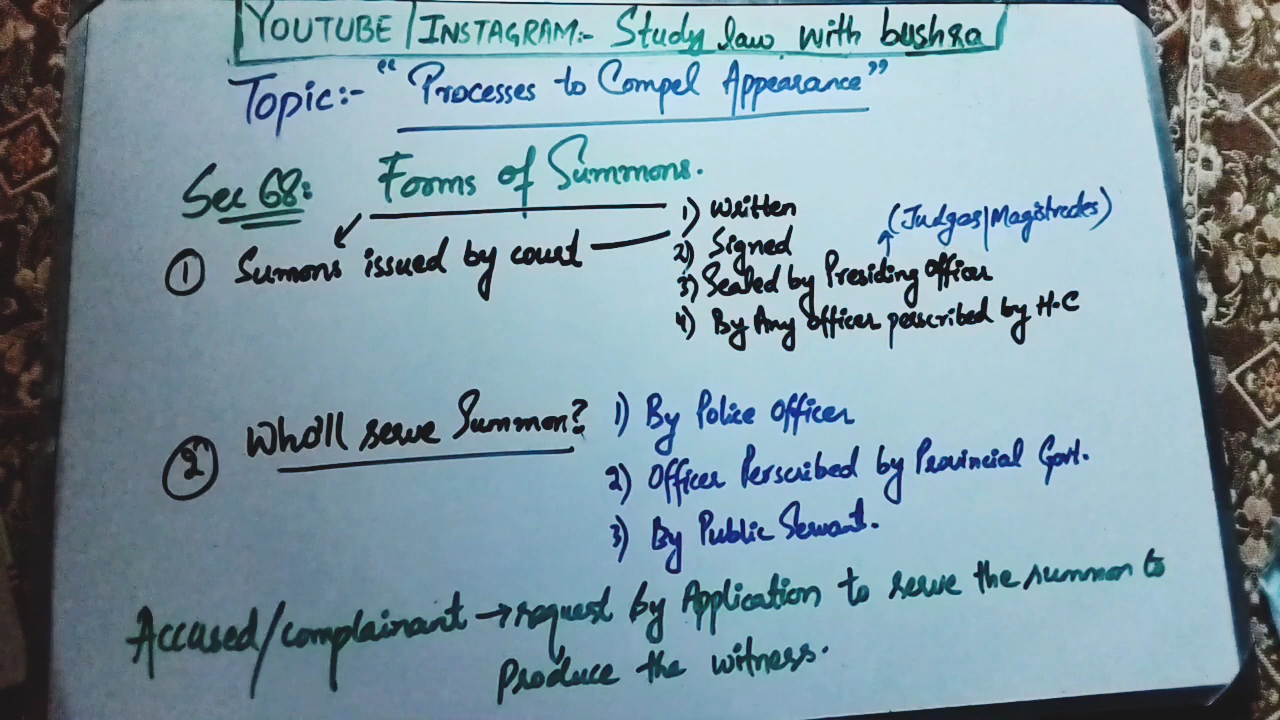 YOUTUBE/INSTAGRAM:- Study law with bushra
Topic:- "Processes to Compel Appearance"
Sec 68: Forms of Summons.
① Sumons issued by court
1) Written
2) Signed
3) Sealed by Presiding Officer (Judges/Magistrades)
4) By Any officer perscribed by H.C
② Who'll serve Summon?
1) By Police Officer
2) Officer Perscribed by Provincial Govt.
3) By Public Servant.
Accused/complainant → request by Application to serve the summon to
Produce the witness.